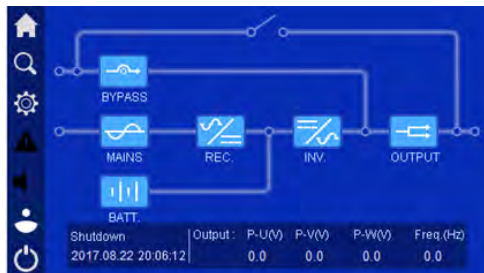 BYPASS
MAINS
REC.
INV.
OUTPUT
BATT.
Shutdown
2017.08.22 20:06:12
Output : P-U(V) P-V(V) P-W(V) Freq.(Hz)
0.0 0.0 0.0 0.0